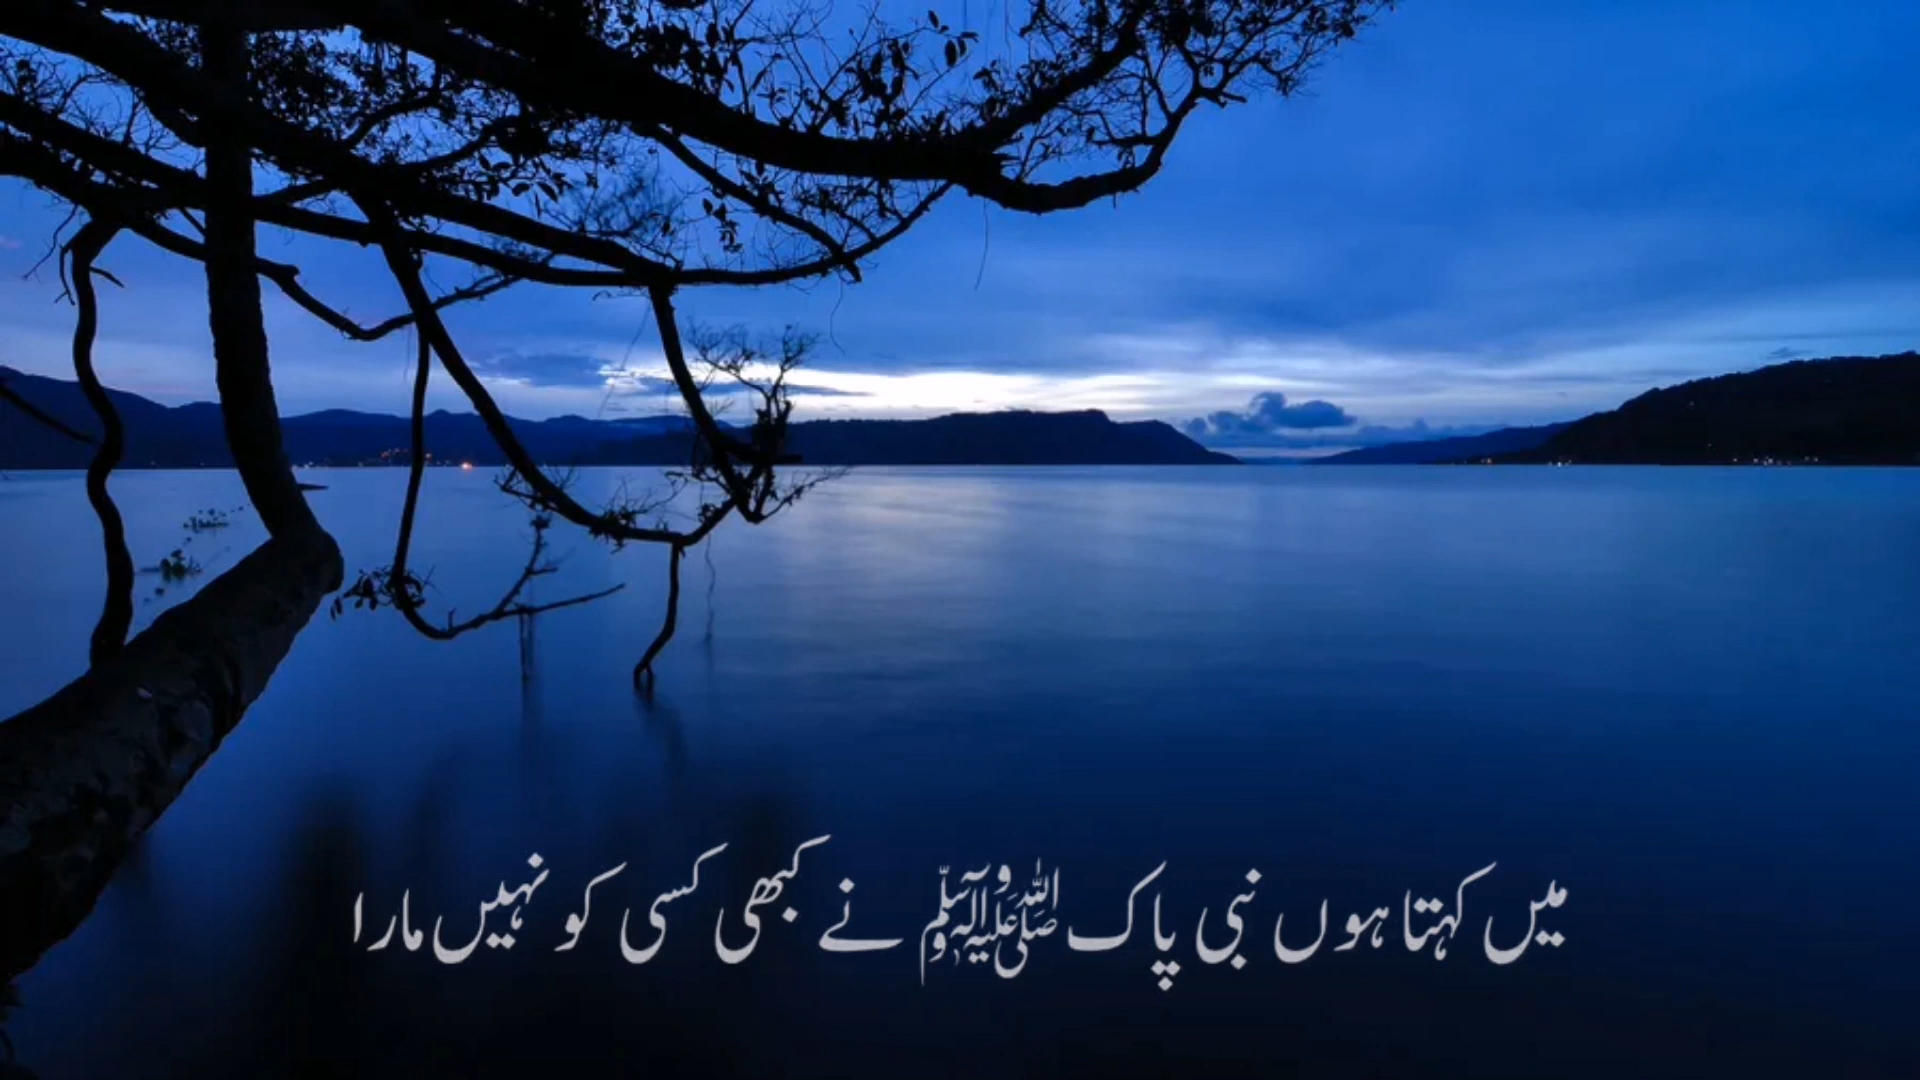 میں کہتا ہوں نبی پاک ﷺ نے کبھی کسی کو نہیں مارا